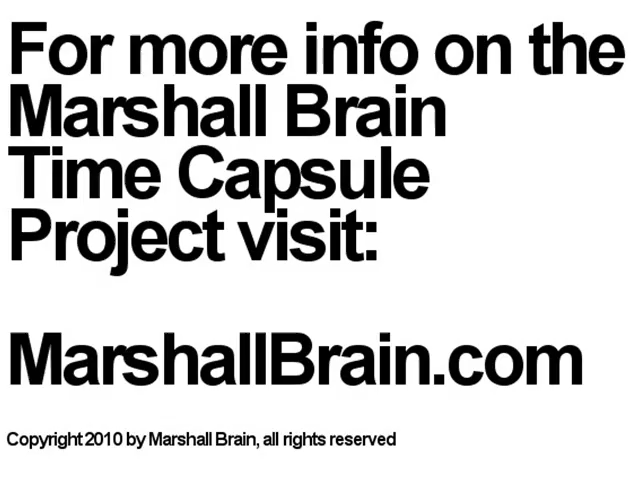 For more info on the
Marshall Brain
Time Capsule
Project visit:
MarshallBrain.com
Copyright 2010 by Marshall Brain, all rights reserved